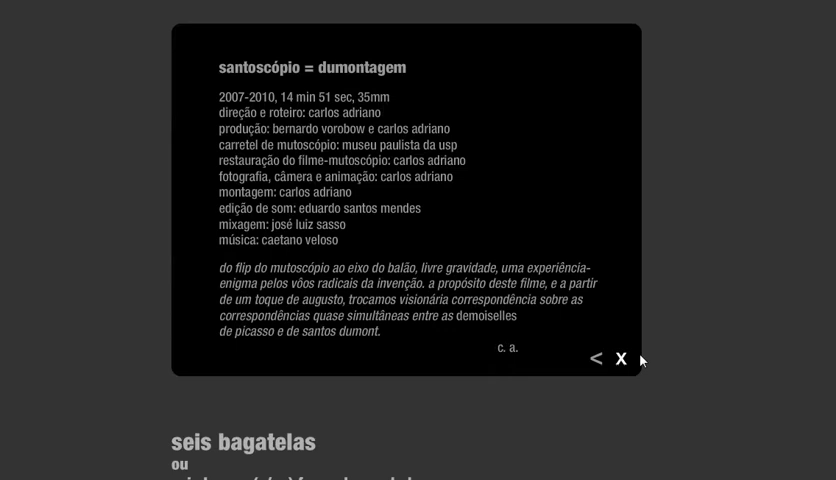 santoscópio = dumontagem
2007-2010, 14 min 51 sec, 35mm
direção e roteiro: carlos adriano
produção: bernardo vorobow e carlos adriano
carretel de mutoscópio: museu paulista da usp
restauração do filme-mutoscópio: carlos adriano
fotografia, câmera e animação: carlos adriano
montagem: carlos adriano
edição de som: eduardo santos mendes
mixagem: josé luiz sasso
música: caetano veloso
do flip do mutoscópio ao eixo do balão, livre gravidade, uma experiência-
enigma pelos vôos radicais da invenção. a propósito deste filme, e a partir
de um toque de augusto, trocamos visionária correspondência sobre as
correspondências quase simultâneas entre as demoiselles
de picasso e de santos dumont.
c. a.
< x
seis bagatelas
ou